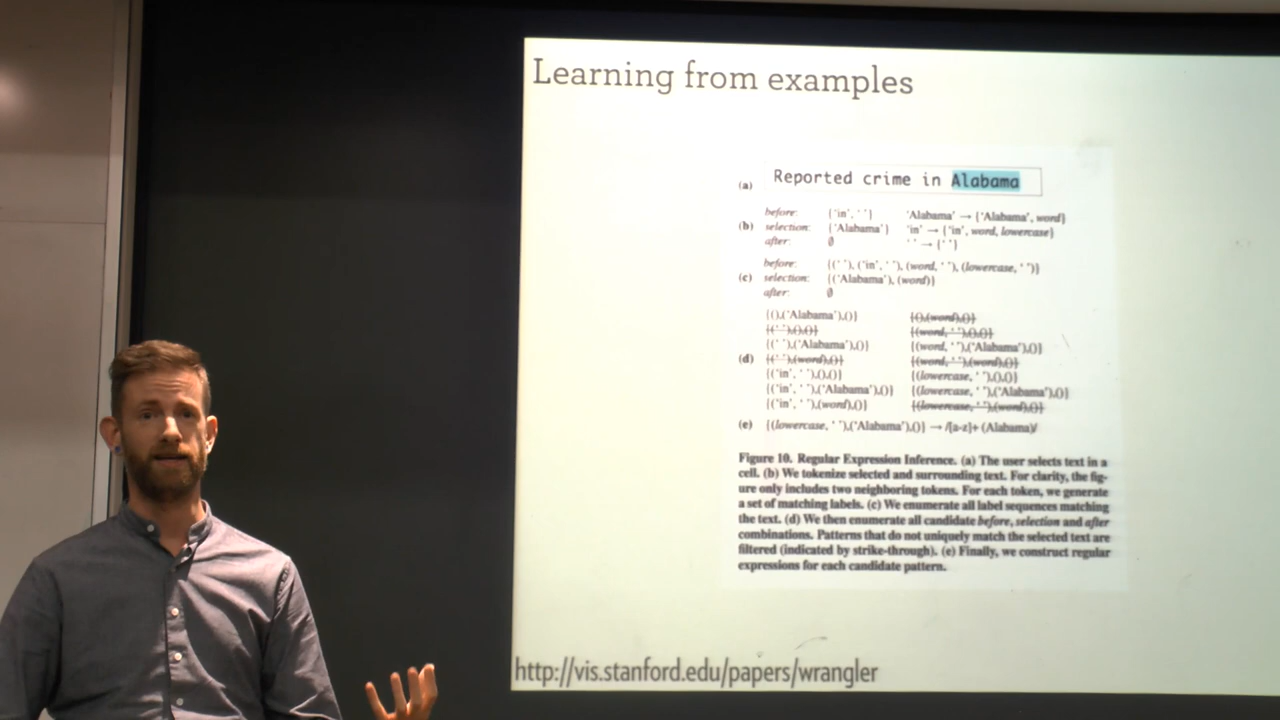 Learning from examples
(a) Reported crime in Alabama
before: {'in', ' '} 'Alabama' → {'Alabama', word}
(b) selection: {'Alabama'} 'in' → {'in', word, lowercase}
after: ∅ ' ' → {' '}
before: {(' '), ('in', ' '), (word, ' '), (lowercase, ' ')}
(c) selection: {('Alabama'), (word)}
after: ∅
{(),('Alabama'),()} {(),(word),()}
{(' '),(),()} {(word, ' '),(),()}
{(' '),('Alabama'),()} {(word, ' '),('Alabama'),()}
(d) {(' '),(word),()} {(word, ' '),(word),()}
{('in', ' '),(),()} {(lowercase, ' '),(),()}
{('in', ' '),('Alabama'),()} {(lowercase, ' '),('Alabama'),()}
{('in', ' '),(word),()} {(lowercase, ' '),(word),()}
(e) {(lowercase, ' '),('Alabama'),()} → /[a-z]+ (Alabama)/
Figure 10. Regular Expression Inference. (a) The user selects text in a
cell. (b) We tokenize selected and surrounding text. For clarity, the fig-
ure only includes two neighboring tokens. For each token, we generate
a set of matching labels. (c) We enumerate all label sequences matching
the text. (d) We then enumerate all candidate before, selection and after
combinations. Patterns that do not uniquely match the selected text are
filtered (indicated by strike-through). (e) Finally, we construct regular
expressions for each candidate pattern.
http://vis.stanford.edu/papers/wrangler